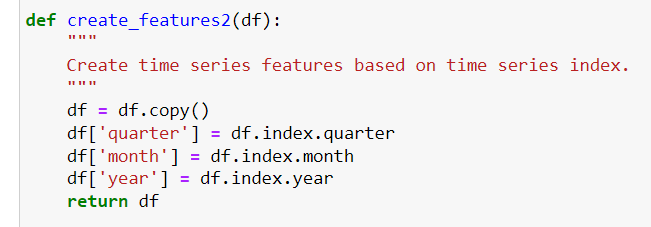 def create_features2(df):
    """
    Create time series features based on time series index.
    """
    df = df.copy()
    df['quarter'] = df.index.quarter
    df['month'] = df.index.month
    df['year'] = df.index.year
    return df